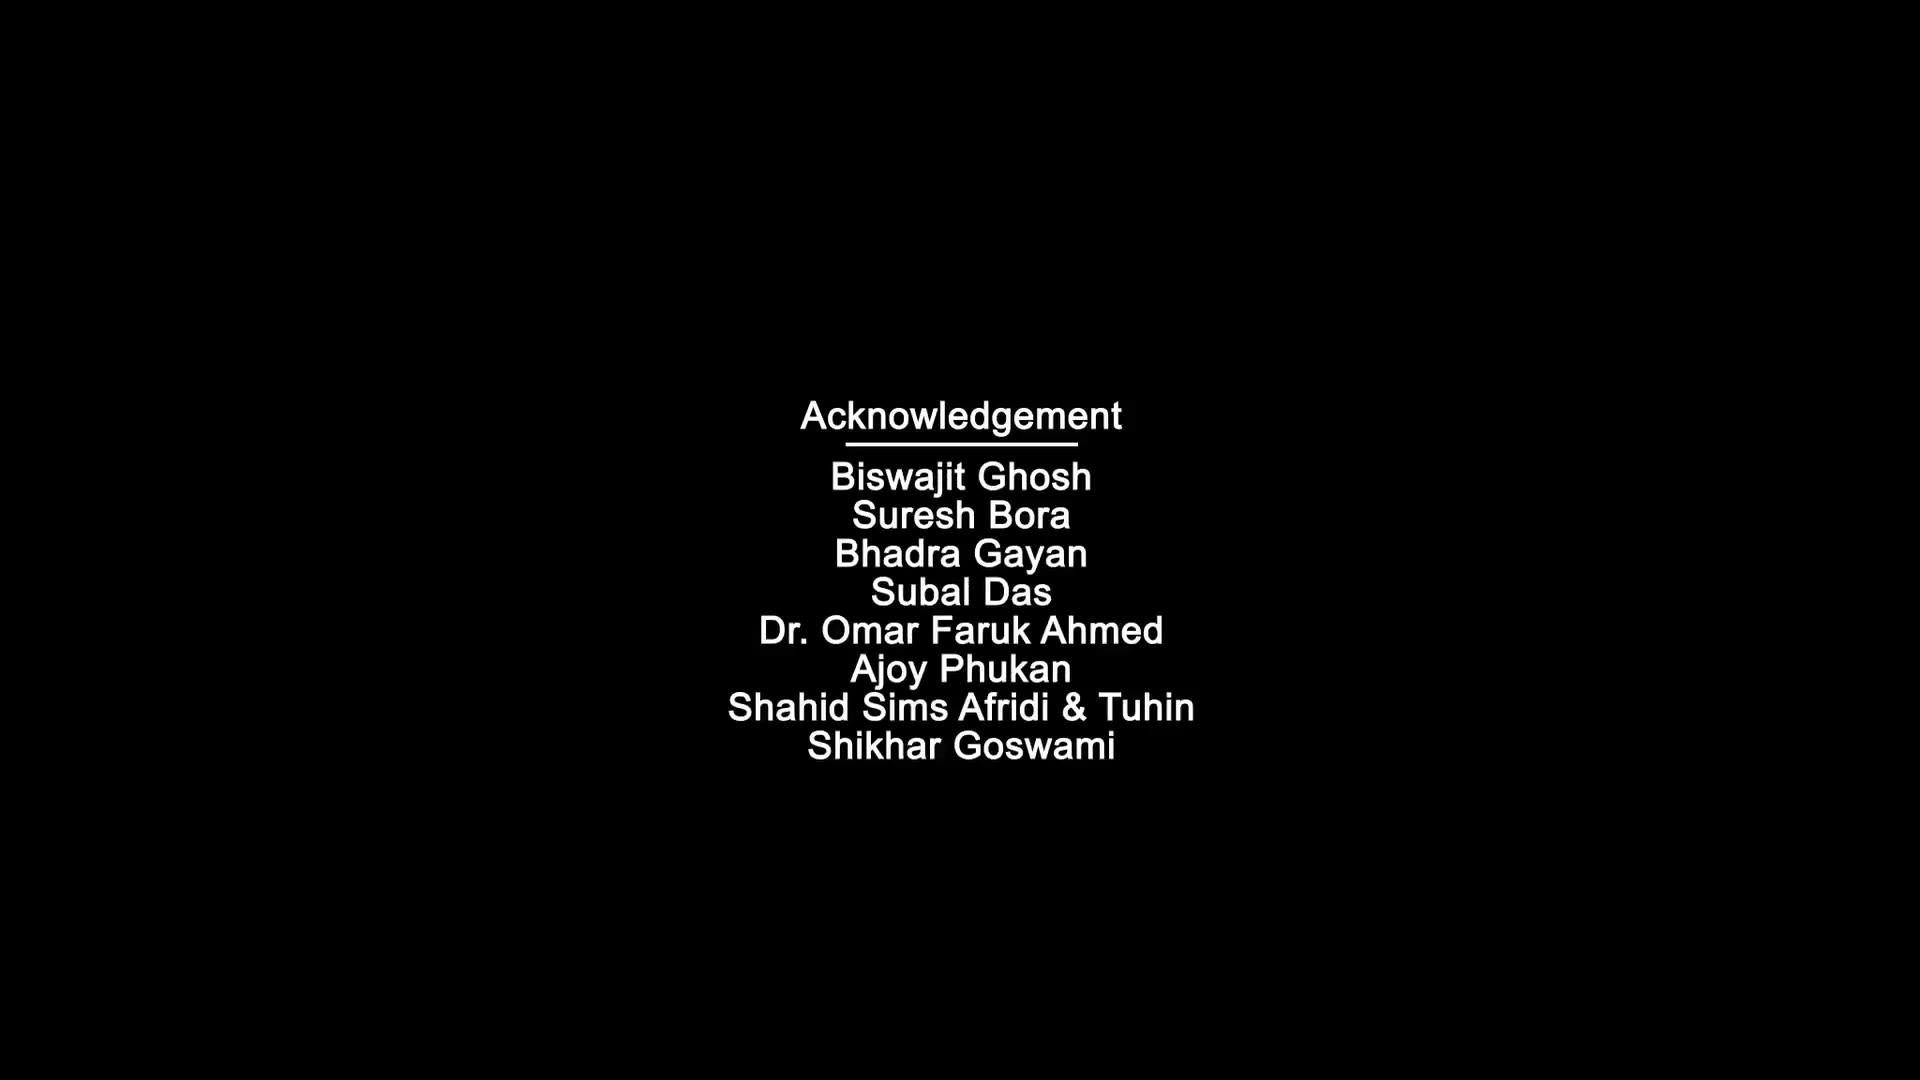 Acknowledgement
Biswajit Ghosh
Suresh Bora
Bhadra Gayan
Subal Das
Dr. Omar Faruk Ahmed
Ajoy Phukan
Shahid Sims Afridi & Tuhin
Shikhar Goswami